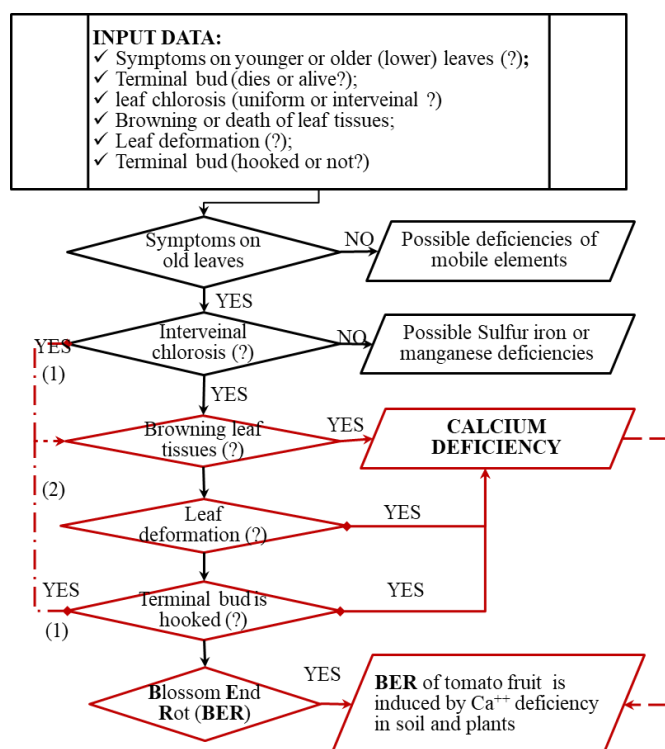 INPUT DATA:
✓ Symptoms on younger or older (lower) leaves (?);
✓ Terminal bud (dies or alive?);
✓ leaf chlorosis (uniform or interveinal ?)
✓ Browning or death of leaf tissues;
✓ Leaf deformation (?);
✓ Terminal bud (hooked or not?)
Symptoms on
old leaves
NO
Possible deficiencies of
mobile elements
YES
YES
(1)
Interveinal
chlorosis (?)
NO
Possible Sulfur iron or
manganese deficiencies
YES
Browning leaf
tissues (?)
YES
CALCIUM
DEFICIENCY
(2)
Leaf
deformation (?)
YES
YES
(1)
Terminal bud is
hooked (?)
YES
Blossom End
Rot (BER)
YES
BER of tomato fruit is
induced by Ca⁺⁺ deficiency
in soil and plants